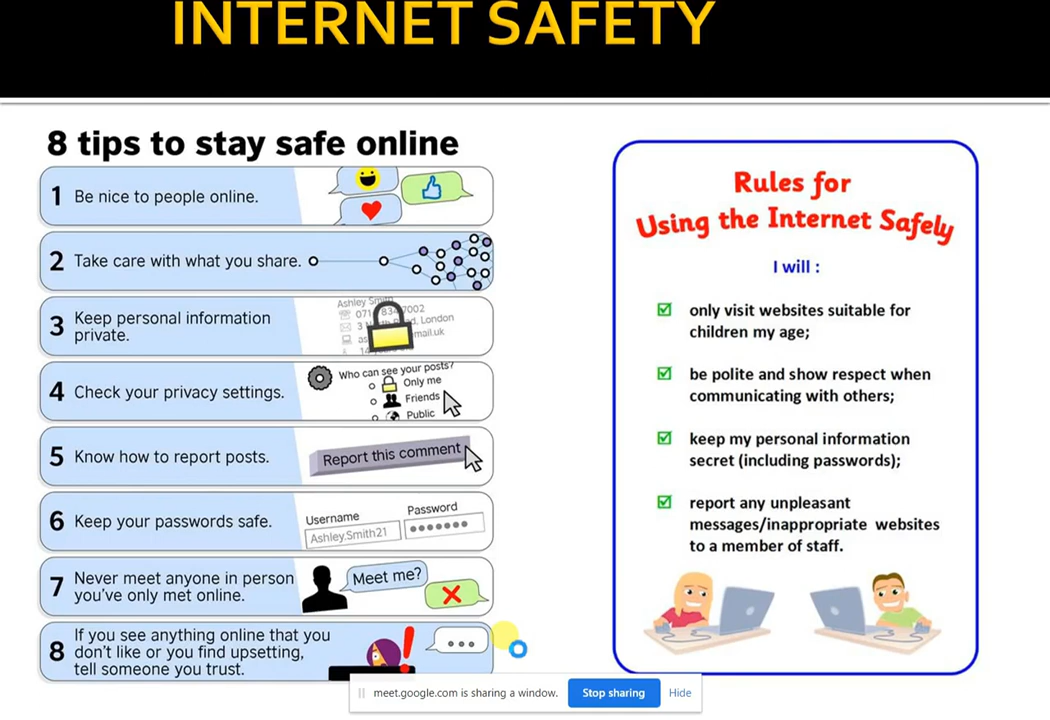 INTERNET SAFETY
8 tips to stay safe online
1 Be nice to people online.
2 Take care with what you share.
3 Keep personal information
private.
Ashley
London
4 Check your privacy settings.
Who can see your posts?
Only me
Friends
Public
5 Know how to report posts.
Report this comment
6 Keep your passwords safe.
Username
Password
Ashley.Smith21
7 Never meet anyone in person
you've only met online.
Meet me?
8 If you see anything online that you
don't like or you find upsetting,
tell someone you trust.
Rules for
Using the Internet Safely
I will :
only visit websites suitable for
children my age;
be polite and show respect when
communicating with others;
keep my personal information
secret (including passwords);
report any unpleasant
messages/inappropriate websites
to a member of staff.
meet.google.com is sharing a window.
Stop sharing
Hide